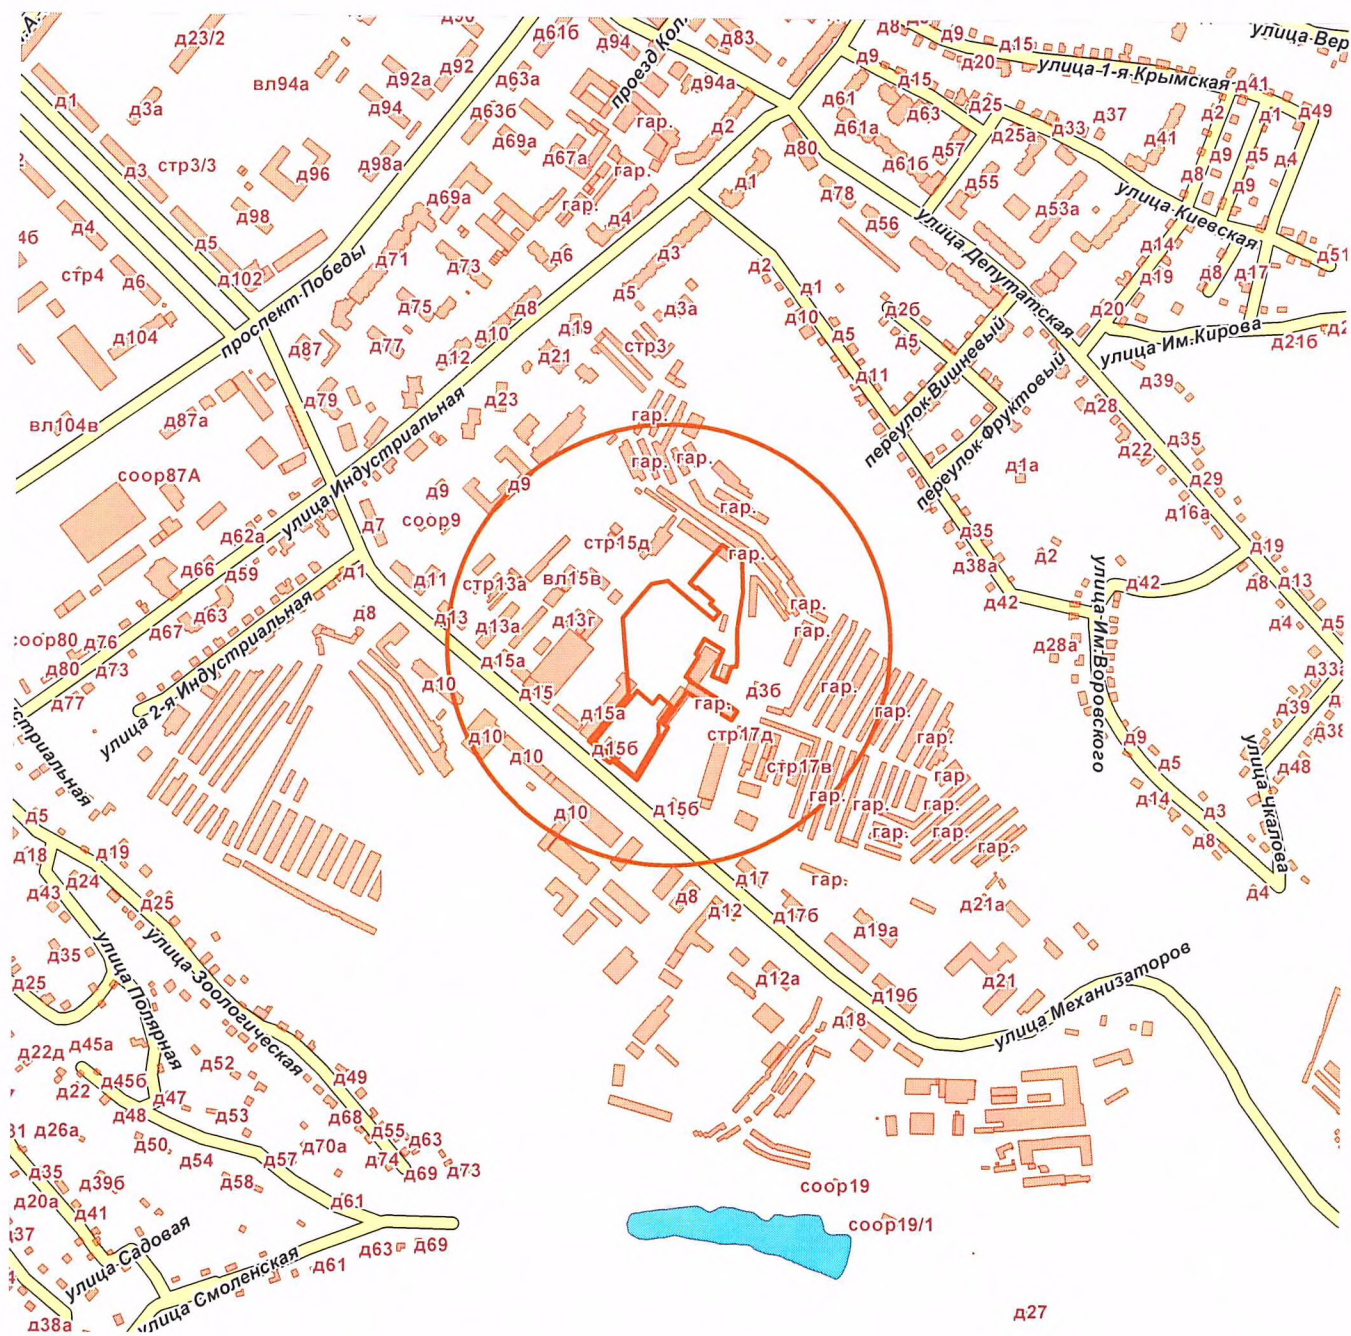 д23/2
д61б
д94
проезд
д83
д9
д15
д20
улица 1-я Крымская
д41
д49
вл94а
д92а
д92
д63а
д94а
д9
д15
д61
д1
д3а
д94
д63б
гар.
д2
д61а
д63
д25
д25а
д33
д37
д41
д2
д1
д3
стр3/3
д96
д98а
д69а
д67а
гар.
д80
д61б
д57
д9
д5
д4
д98
д69а
гар.
д4
д1
д78
д55
д8
д9
улица Киевская
д4
д5
д71
д73
д6
д3
д56
д53а
улица Депутатская
д14
д51
стр4
д6
д102
проспект Победы
д75
д8
д5
д3а
д2
д1
д19
д8
д17
д104
д87
д77
д12
д10
д19
д21
стр3
д10
д5
д2б
д5
д20
улица Им.Кирова
д21б
вл104в
д87а
д79
д23
гар.
д11
переулок Вишневый
переулок Фруктовый
д39
д28
соор87А
улица Индустриальная
д9
д9
гар.
гар.
д1а
д22
д35
д29
д16а
д62а
д7
соор9
стр15д
гар.
гар.
д35
д38а
д2
д19
д66
д59
д1
д11
стр13а
вл15в
гар.
д42
улица Им.Воровского
д42
д8
д13
соор80
д76
д67
д63
д8
д13
д13а
д13г
гар.
д28а
д4
д5
д80
д73
д77
улица 2-я Индустриальная
д10
д15а
д15
д3б
гар.
гар.
д33а
д15а
гар.
гар.
д39
д10
д10
д15б
стр17д
стр17в
гар.
д9
д5
д48
улица Чкалова
д5
д10
д15б
гар.
гар.
гар.
гар.
д14
д3
д18
д19
гар.
гар.
гар.
д8
д24
д43
д25
д8
д12
д17
гар.
д17б
д21а
д4
д35
д25
улица Полярная
улица Зоологическая
д19а
д12а
д19б
д21
улица Механизаторов
д18
д45а
д22д
д22
д45б
д52
д49
д47
д48
д53
д68
д26а
д50
д54
д57
д70а
д55
д63
д74
д69
д73
д35
д20а
д39б
д58
д61
соор19
д41
д37
улица Садовая
соор19/1
д63
д69
д61
улица Смоленская
д38а
д27